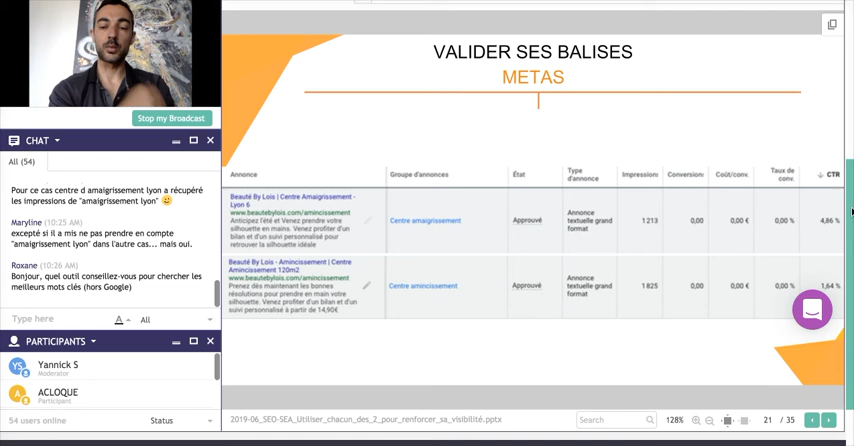 Stop my Broadcast
CHAT
All (54)
Pour ce cas centre d amaigrissement lyon a récupéré
les impressions de "amaigrissement lyon"
Maryline (10:25 AM)
excepté si il a mis ne pas prendre en compte
"amaigrissement lyon" dans l'autre cas... mais oui.
Roxane (10:26 AM)
Bonjour, quel outil conseillez-vous pour chercher les
meilleurs mots clés (hors Google)
Type here
A
All
PARTICIPANTS
YS
Yannick S
Moderator
A
ACLOQUE
Participant
54 users online
Status
VALIDER SES BALISES
METAS
Annonce Groupe d'annonces État Type d'annonce Impression Conversion Coût/conv. Taux de conv. CTR
Beauté By Lois | Centre Amaigrissement -
Lyon 6
www.beautebylois.com/amincissement
Anticipez l'été et Venez prendre votre
silhouette en mains. Venez profiter d'un
bilan et d'un suivi personnalisé pour
retrouver la silhouette idéale
Centre amaigrissement
Approuvé
Annonce
textuelle grand
format
1 213
0,00
0,00 €
0,00 %
4,86 %
Beauté By Lois - Amincissement | Centre
Amincissement 120m2
www.beautebylois.com/amincissement
Prenez dès maintenant les bonnes
résolutions pour prendre en main votre
silhouette. Venez profiter d'un bilan et d'un
suivi personnalisé à partir de 14,90€
Centre amincissement
Approuvé
Annonce
textuelle grand
format
1 825
0,00
0,00 €
0,00 %
1,64 %
2019-06_SEO-SEA_Utiliser_chacun_des_2_pour_renforcer_sa_visibilité.pptx
Search
128%
21 / 35